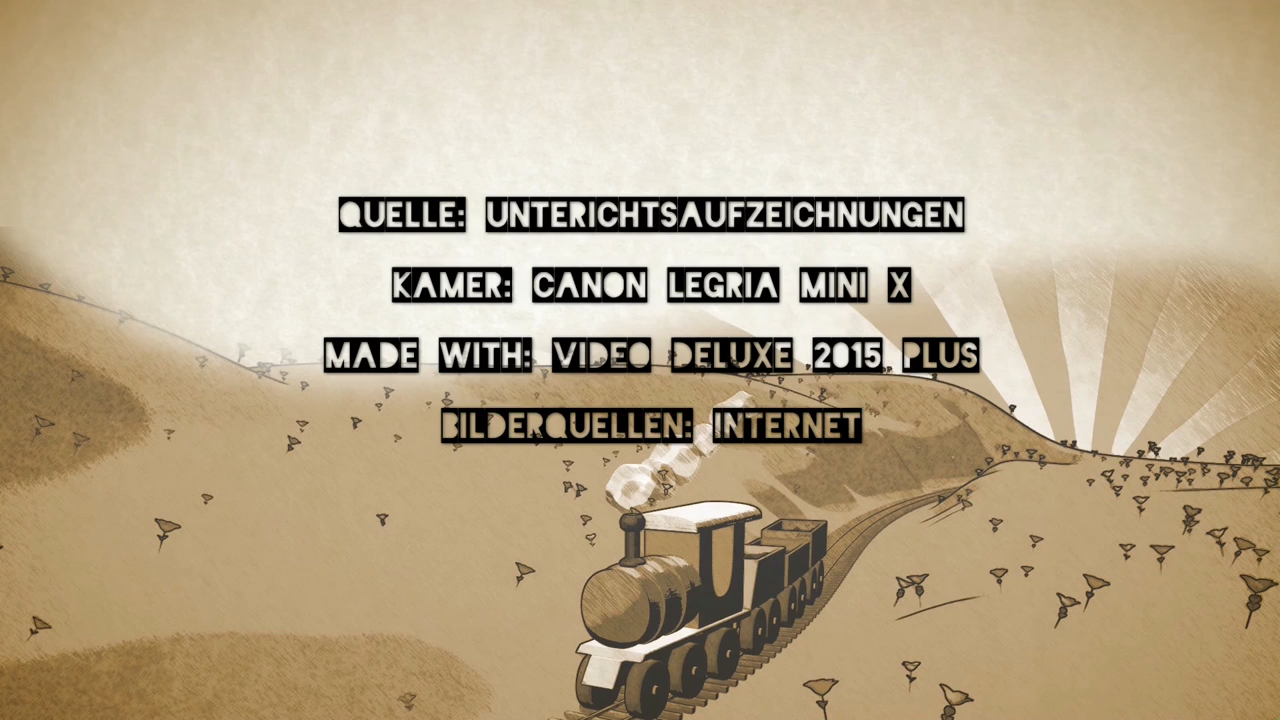 QUELLE: UNTERICHTSAUFZEICHNUNGEN
KAMER: CANON LEGRIA MINI X
MADE WITH: VIDEO DELUXE 2015 PLUS
BILDERQUELLEN: INTERNET